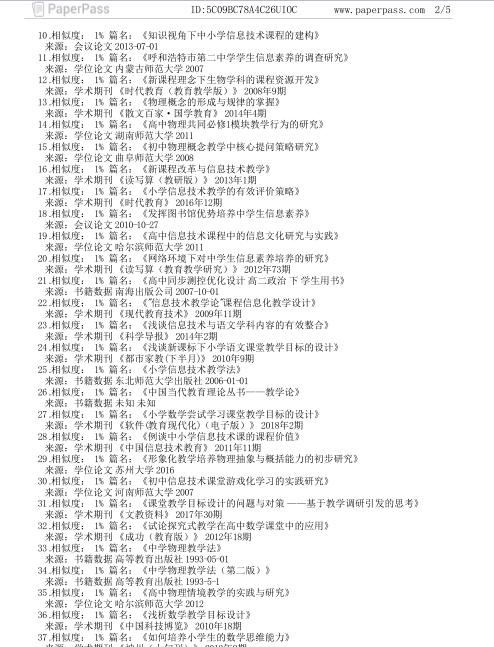 PaperPass ID:5C09BC78A4C26UIOC www.paperpass.com 2/5
10.相似度: 1% 篇名:《知识视角下中小学信息技术课程的建构》
来源:会议论文 2013-07-01
11.相似度: 1% 篇名:《呼和浩特市第二中学学生信息素养的调查研究》
来源:学位论文 内蒙古师范大学 2007
12.相似度: 1% 篇名:《新课程理念下生物学科的课程资源开发》
来源:学术期刊 《时代教育(教育教学版)》 2008年9期
13.相似度: 1% 篇名:《物理概念的形成与规律的掌握》
来源:学术期刊 《散文百家·国学教育》 2014年4期
14.相似度: 1% 篇名:《高中物理共同必修1模块教学行为的研究》
来源:学位论文 湖南师范大学 2011
15.相似度: 1% 篇名:《初中物理概念教学中核心提问策略研究》
来源:学位论文 曲阜师范大学 2008
16.相似度: 1% 篇名:《新课程改革与信息技术教学》
来源:学术期刊 《读写算(教研版)》 2013年1期
17.相似度: 1% 篇名:《小学信息技术教学的有效评价策略》
来源:学术期刊 《时代教育》 2016年12期
18.相似度: 1% 篇名:《发挥图书馆优势培养中学生信息素养》
来源:会议论文 2010-10-27
19.相似度: 1% 篇名:《高中信息技术课程中的信息文化研究与实践》
来源:学位论文 哈尔滨师范大学 2011
20.相似度: 1% 篇名:《网络环境下对中学生信息素养培养的研究》
来源:学术期刊 《读写算(教育教学研究)》 2012年73期
21.相似度: 1% 篇名:《高中同步测控优化设计 高二政治 下 学生用书》
来源:书籍数据 南海出版公司 2007-10-01
22.相似度: 1% 篇名:《"信息技术教学论"课程信息化教学设计》
来源:学术期刊 《现代教育技术》 2009年11期
23.相似度: 1% 篇名:《浅谈信息技术与语文学科内容的有效整合》
来源:学术期刊 《科学导报》 2014年2期
24.相似度: 1% 篇名:《浅谈新课标下小学语文课堂教学目标的设计》
来源:学术期刊 《都市家教(下半月)》 2010年9期
25.相似度: 1% 篇名:《小学信息技术教学法》
来源:书籍数据 东北师范大学出版社 2006-01-01
26.相似度: 1% 篇名:《中国当代教育理论丛书——教学论》
来源:书籍数据 未知 未知
27.相似度: 1% 篇名:《小学数学尝试学习课堂教学目标的设计》
来源:学术期刊 《软件(教育现代化)(电子版)》 2018年2期
28.相似度: 1% 篇名:《例谈中小学信息技术课的课程价值》
来源:学术期刊 《中国信息技术教育》 2011年11期
29.相似度: 1% 篇名:《形象化教学培养物理抽象与概括能力的初步研究》
来源:学位论文 苏州大学 2016
30.相似度: 1% 篇名:《初中信息技术课堂游戏化学习的实践研究》
来源:学位论文 河南师范大学 2007
31.相似度: 1% 篇名:《课堂教学目标设计的问题与对策 ——基于教学调研引发的思考》
来源:学术期刊 《文教资料》 2017年30期
32.相似度: 1% 篇名:《试论探究式教学在高中数学课堂中的应用》
来源:学术期刊 《成功(教育版)》 2012年18期
33.相似度: 1% 篇名:《中学物理教学法》
来源:书籍数据 高等教育出版社 1993-05-01
34.相似度: 1% 篇名:《中学物理教学法(第二版)》
来源:书籍数据 高等教育出版社 1993-5-1
35.相似度: 1% 篇名:《高中物理情境教学的实践与研究》
来源:学位论文 哈尔滨师范大学 2012
36.相似度: 1% 篇名:《浅析数学教学目标设计》
来源:学术期刊 《中国科技博览》 2010年18期
37.相似度: 1% 篇名:《如何培养小学生的数学思维能力》